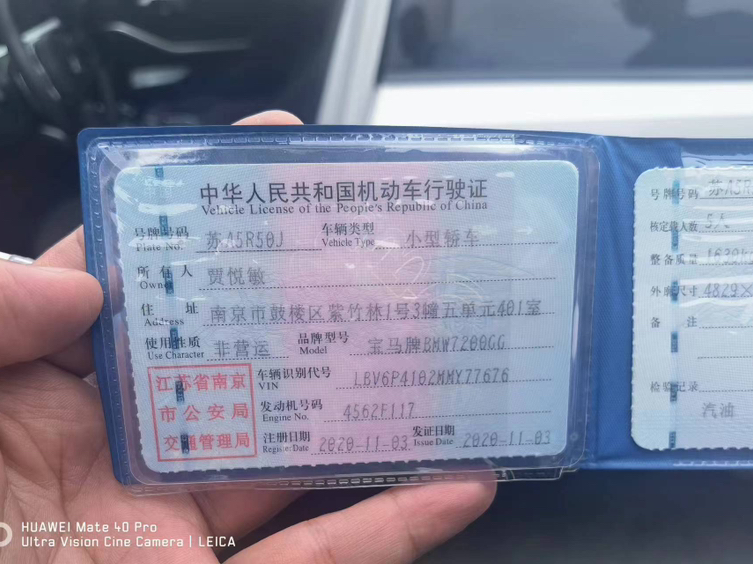 中华人民共和国机动车行驶证
Vehicle License of the People's Republic of China
号牌号码 苏A5R50J 车辆类型 小型轿车
Plate No. Vehicle Type
所有人 贾悦敏
Owner
住址 南京市鼓楼区紫竹林1号3幢五单元401室
Address
使用性质 非营运 品牌型号 宝马牌BMW7200GG
Use Character Model
江苏省南京
市公安局
交通管理局
车辆识别代号 LBV6P4102MMY77676
VIN
发动机号码 4562F117
Engine No.
注册日期 2020-11-03 发证日期 2020-11-03
Register Date Issue Date
号牌号码 苏A5R
核定载人数 5人
整备质量
外廓尺寸 4829×
备注
检验记录
汽油
HUAWEI Mate 40 Pro
Ultra Vision Cine Camera | LEICA